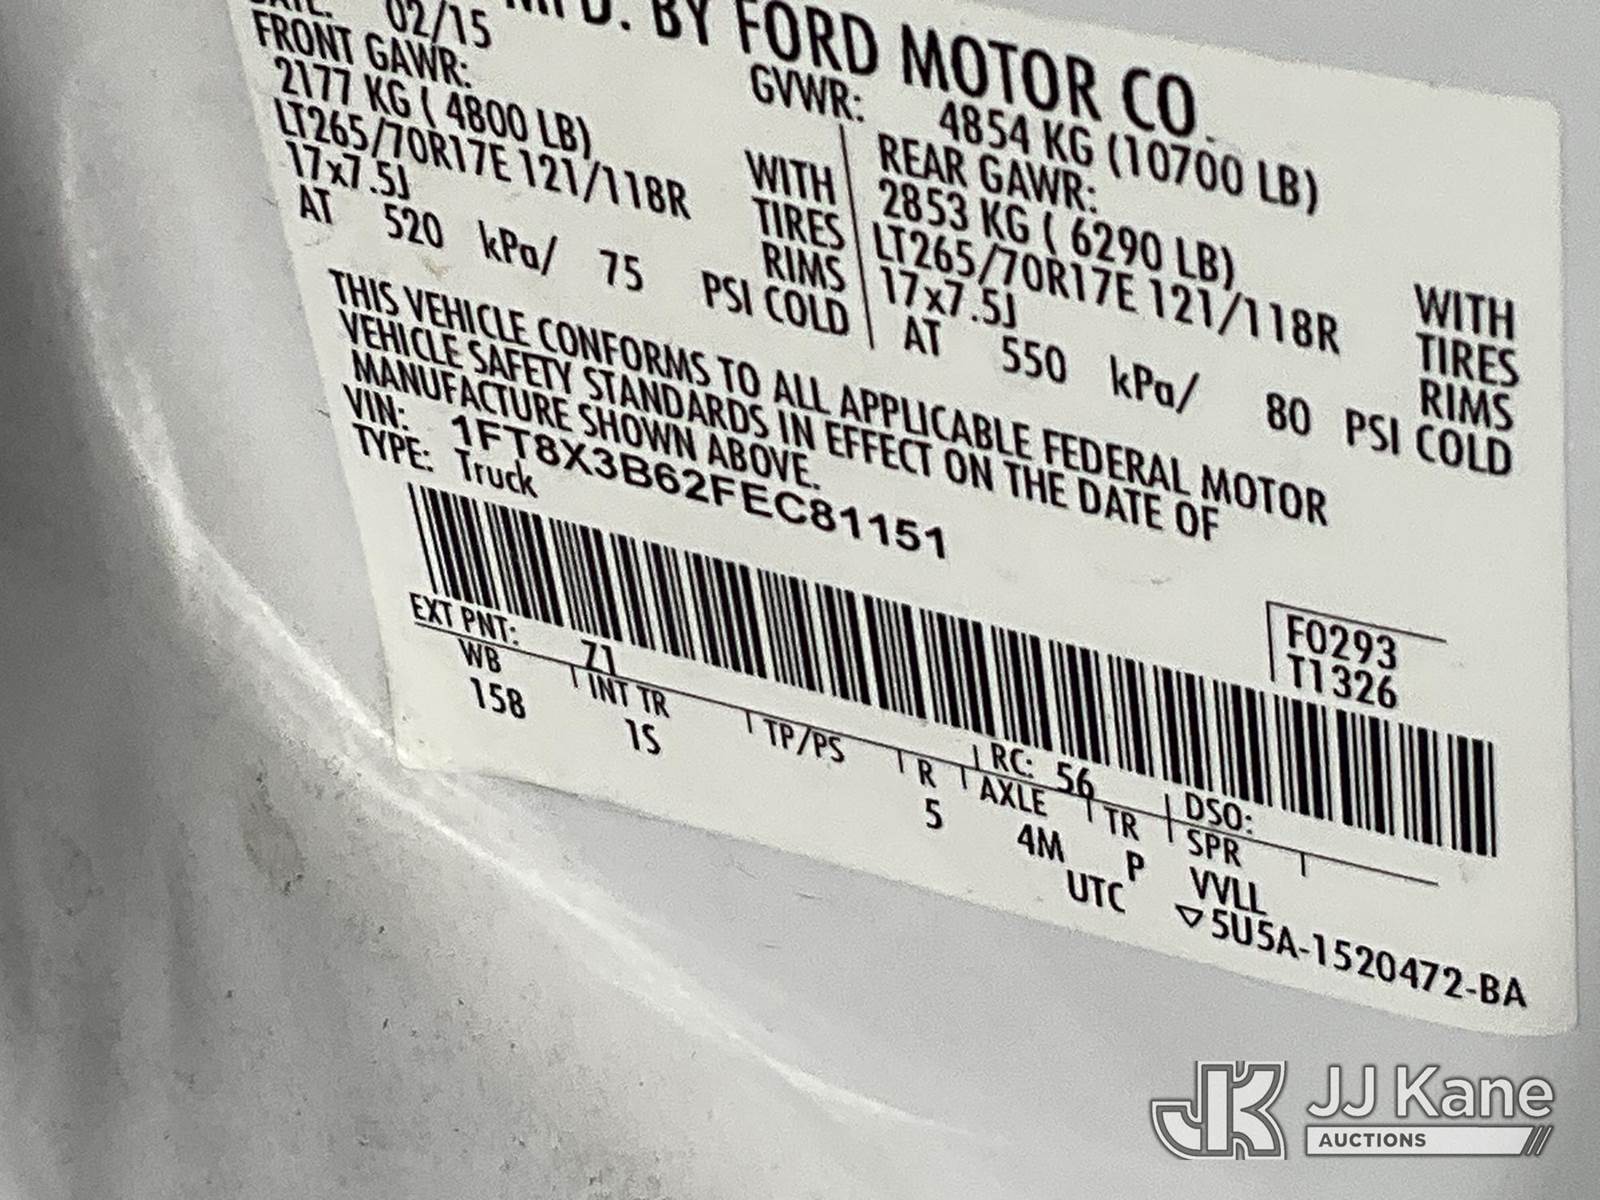 02/15
MFD. BY FORD MOTOR CO.
FRONT GAWR:
GVWR: 4854 KG (10700 LB)
2177 KG ( 4800 LB)
REAR GAWR:
2853 KG ( 6290 LB)
LT265/70R17E 121/118R
WITH
TIRES
LT265/70R17E 121/118R
WITH
TIRES
17x7.5J
RIMS
17x7.5J
RIMS
AT 520 kPa/ 75 PSI COLD
AT 550 kPa/ 80 PSI COLD
THIS VEHICLE CONFORMS TO ALL APPLICABLE FEDERAL MOTOR
VEHICLE SAFETY STANDARDS IN EFFECT ON THE DATE OF
MANUFACTURE SHOWN ABOVE.
VIN: 1FT8X3B62FEC81151
TYPE: Truck
F0293
T1326
EXT PNT: Z1
RC: 56
DSO:
WB
INT TR
TP/PS
R
AXLE
TR
SPR
158
1S
5
4M
P
VVLL
UTC
▽5U5A-1520472-BA
JK JJ Kane
AUCTIONS